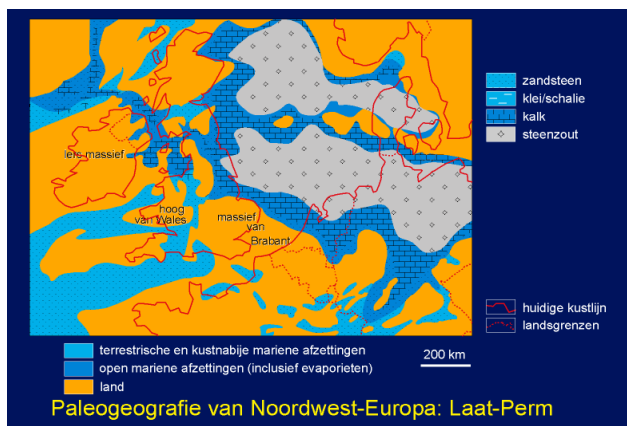 zandsteen
klei/schalie
kalk
steenzout
Iers massief
hoog
van Wales
massief
van
Brabant
huidige kustlijn
landsgrenzen
terrestrische en kustnabije mariene afzettingen
open mariene afzettingen (inclusief evaporieten)
land
200 km
Paleogeografie van Noordwest-Europa: Laat-Perm